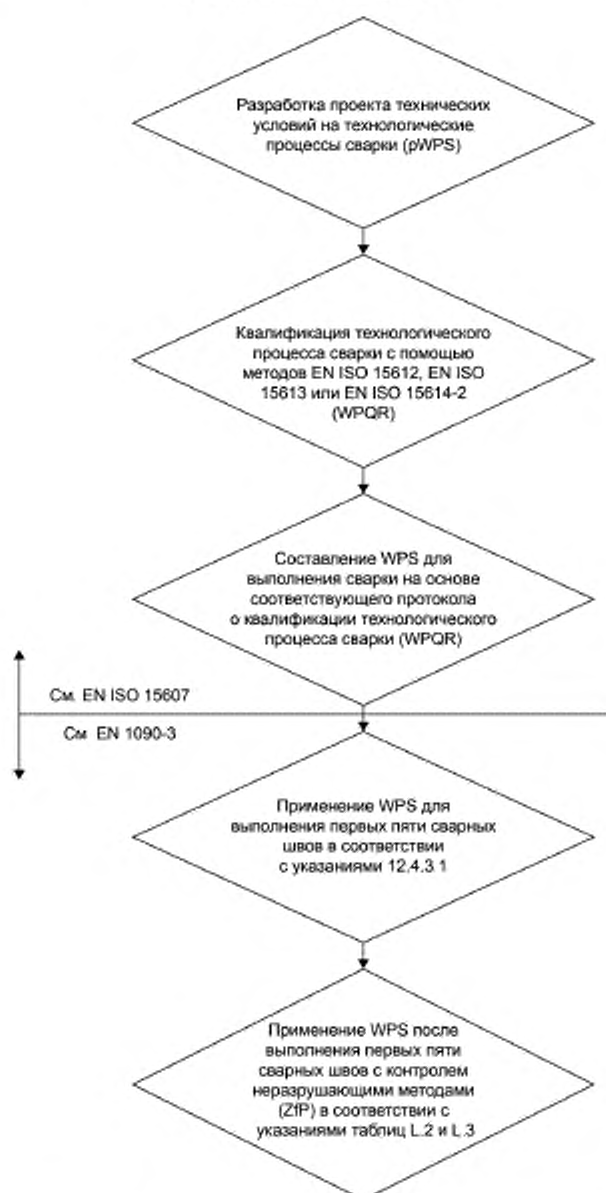 Разработка проекта технических
условий на технологические
процессы сварки (pWPS)
Квалификация технологического
процесса сварки с помощью
методов EN ISO 15612, EN ISO
15613 или EN ISO 15614-2
(WPQR)
Составление WPS для
выполнения сварки на основе
соответствующего протокола
о квалификации технологического
процесса сварки (WPQR)
См. EN ISO 15607
См. EN 1090-3
Применение WPS для
выполнения первых пяти сварных
швов в соответствии
с указаниями 12.4.3.1
Применение WPS после
выполнения первых пяти
сварных швов с контролем
неразрушающими методами
(ZfP) в соответствии с
указаниями таблиц L.2 и L.3